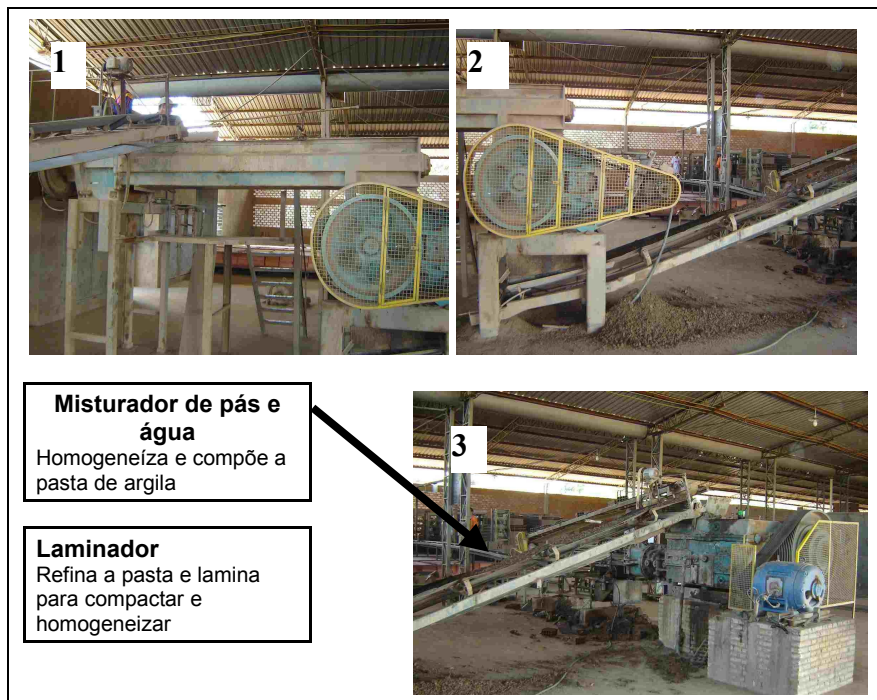 1
2
Misturador de pás e
água
Homogeneíza e compõe a
pasta de argila
3
Laminador
Refina a pasta e lamina
para compactar e
homogeneizar